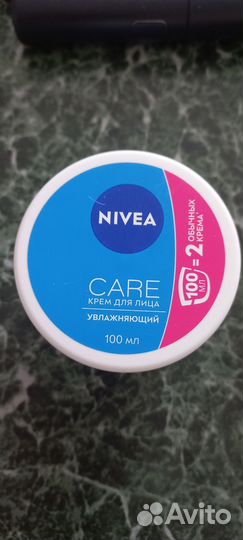 NIVEA
CARE
КРЕМ ДЛЯ ЛИЦА
УВЛАЖНЯЮЩИЙ
100 мл
100 МЛ = 2 ОБЫЧНЫХ КРЕМА*
Avito